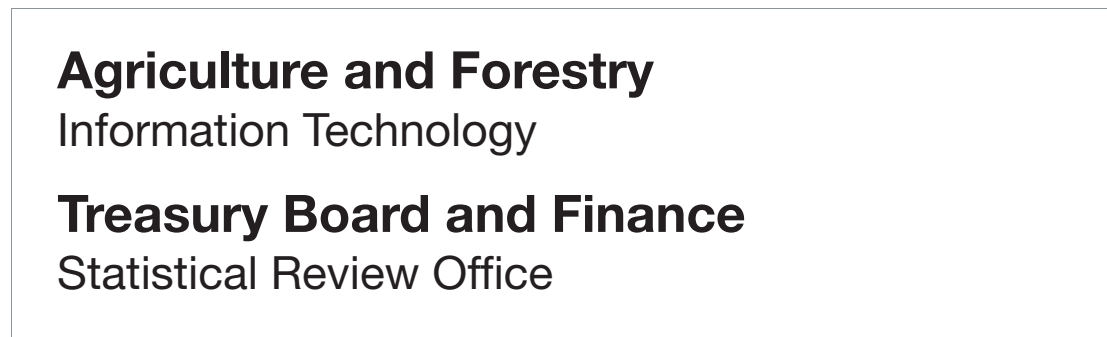 Agriculture and Forestry
Information Technology
Treasury Board and Finance
Statistical Review Office